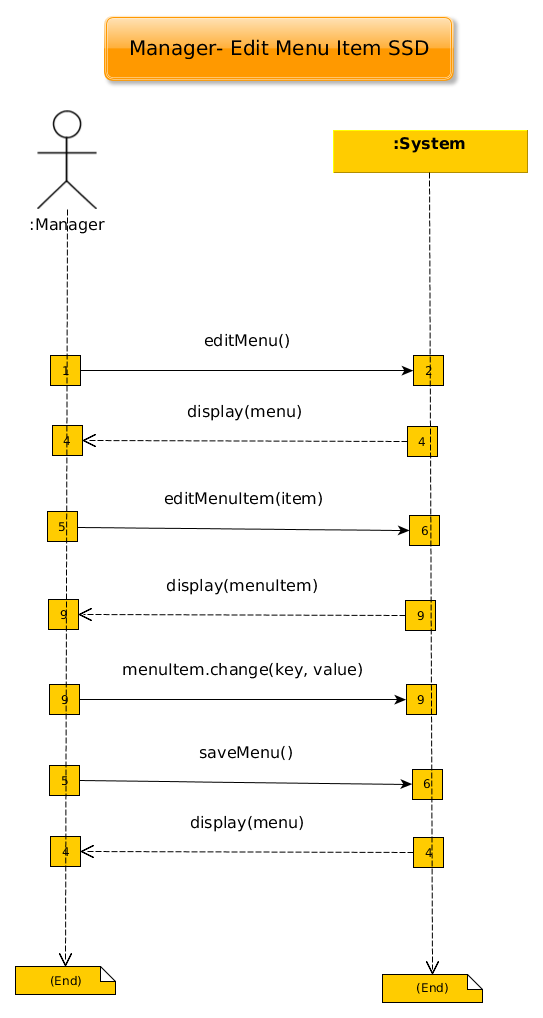 Manager- Edit Menu Item SSD
:System
:Manager
editMenu()
1 2
display(menu)
4 4
editMenuItem(item)
5 6
display(menuItem)
9 9
menuItem.change(key, value)
9 9
saveMenu()
5 6
display(menu)
4 4
(End) (End)